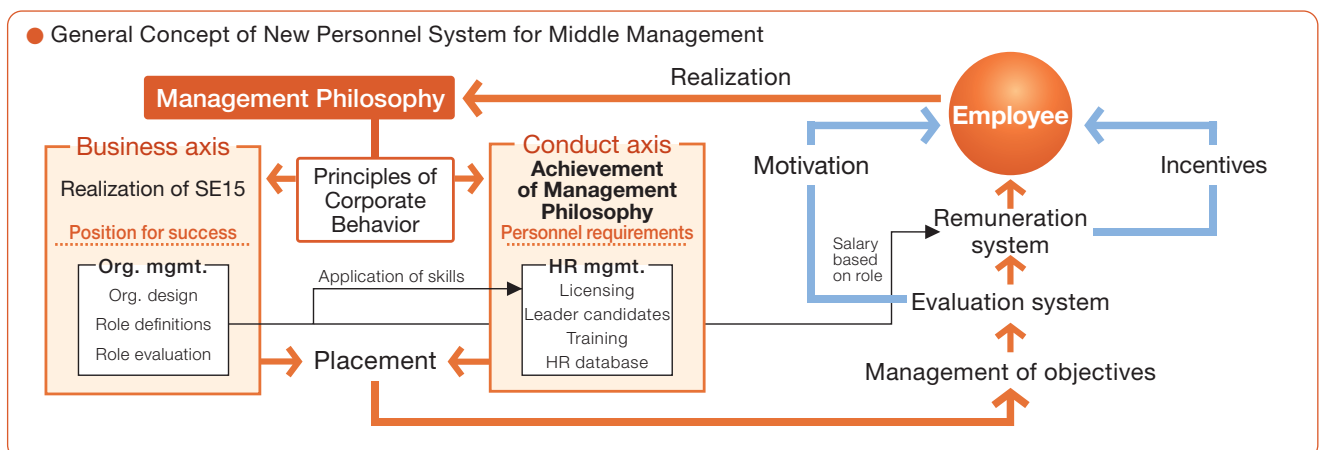 ● General Concept of New Personnel System for Middle Management
Management Philosophy
Realization
Employee
Business axis
Realization of SE15
Position for success
Org. mgmt.
Org. design
Role definitions
Role evaluation
Principles of
Corporate
Behavior
Conduct axis
Achievement
of Management
Philosophy
Personnel requirements
HR mgmt.
Licensing
Leader candidates
Training
HR database
Application of skills
Placement
Motivation
Incentives
Salary
based
on role
Remuneration
system
Evaluation system
Management of objectives